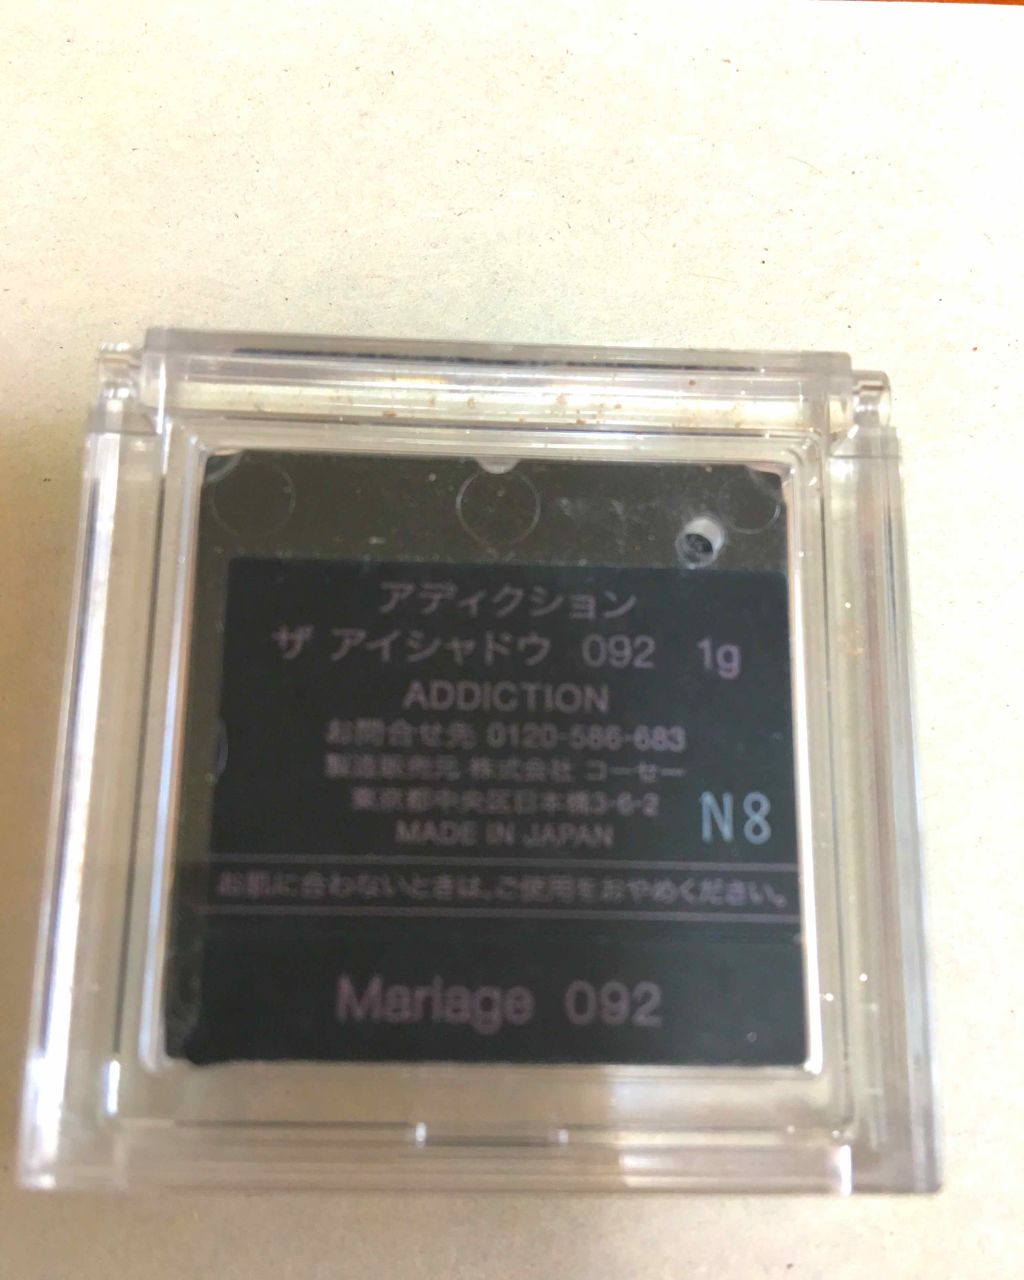 アディクション
ザ アイシャドウ 092 1g
ADDICTION
お問合せ先 0120-586-683
製造販売元 株式会社 コーセー
東京都中央区日本橋3-6-2
MADE IN JAPAN
N8
お肌に合わないときは、ご使用をおやめください。
Mariage 092